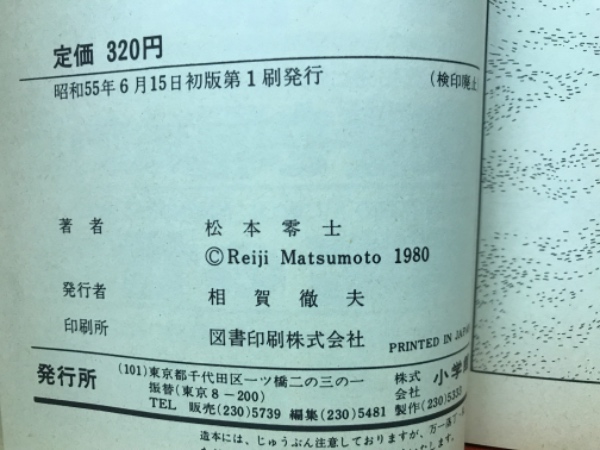 定価 320円
昭和55年6月15日初版第1刷発行 (検印廃止
著者 松本零士
©Reiji Matsumoto 1980
発行者 相賀徹夫
印刷所 図書印刷株式会社 PRINTED IN JAPAN
発行所 (101)東京都千代田区一ツ橋二の三の一 株式会社 小学
振替(東京8-200)
TEL 販売(230)5739 編集(230)5481 製作(230)5333
造本には、じゅうぶん注意しておりますが、万一落丁